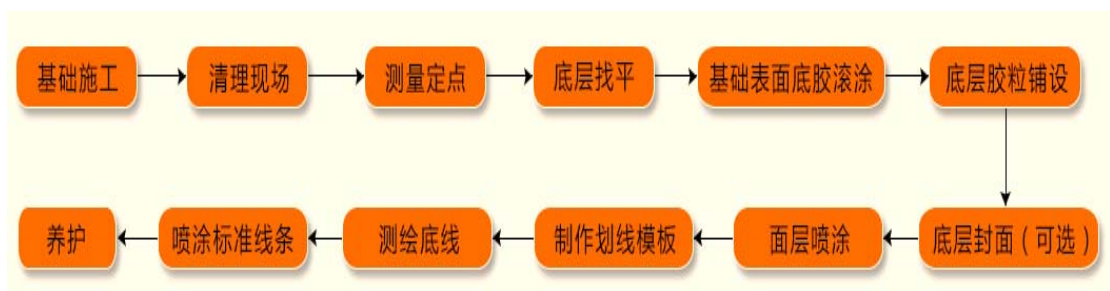 基础施工
清理现场
测量定点
底层找平
基础表面底胶滚涂
底层胶粒铺设
底层封面（可选）
面层喷涂
制作划线模板
测绘底线
喷涂标准线条
养护